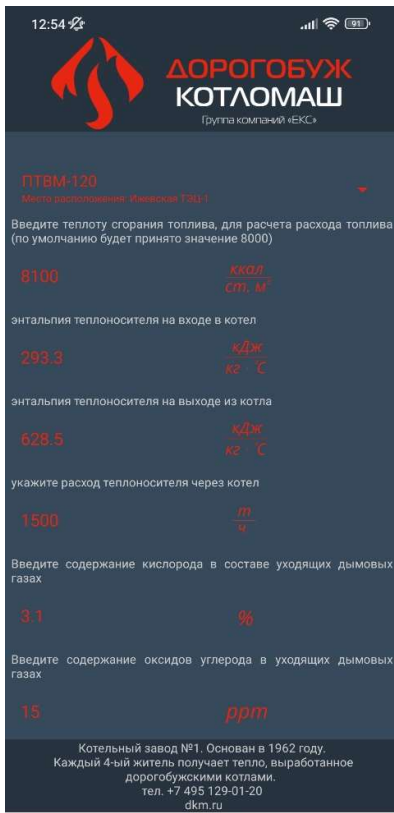 12:54
91
ДОРОГОБУЖ
КОТЛОМАШ
Группа компаний «ЕКС»
ПТВМ-120
Место расположения: Ижевская ТЭЦ-1
Введите теплоту сгорания топлива, для расчета расхода топлива
(по умолчанию будет принято значение 8000)
8100 ккал
ст. м³
энтальпия теплоносителя на входе в котел
293.3 кДж
кг · °С
энтальпия теплоносителя на выходе из котла
628.5 кДж
кг · °С
укажите расход теплоносителя через котел
1500 т
ч
Введите содержание кислорода в составе уходящих дымовых
газах
3.1 %
Введите содержание оксидов углерода в уходящих дымовых
газах
15 ppm
Котельный завод №1. Основан в 1962 году.
Каждый 4-ый житель получает тепло, выработанное
дорогобужскими котлами.
тел. +7 495 129-01-20
dkm.ru